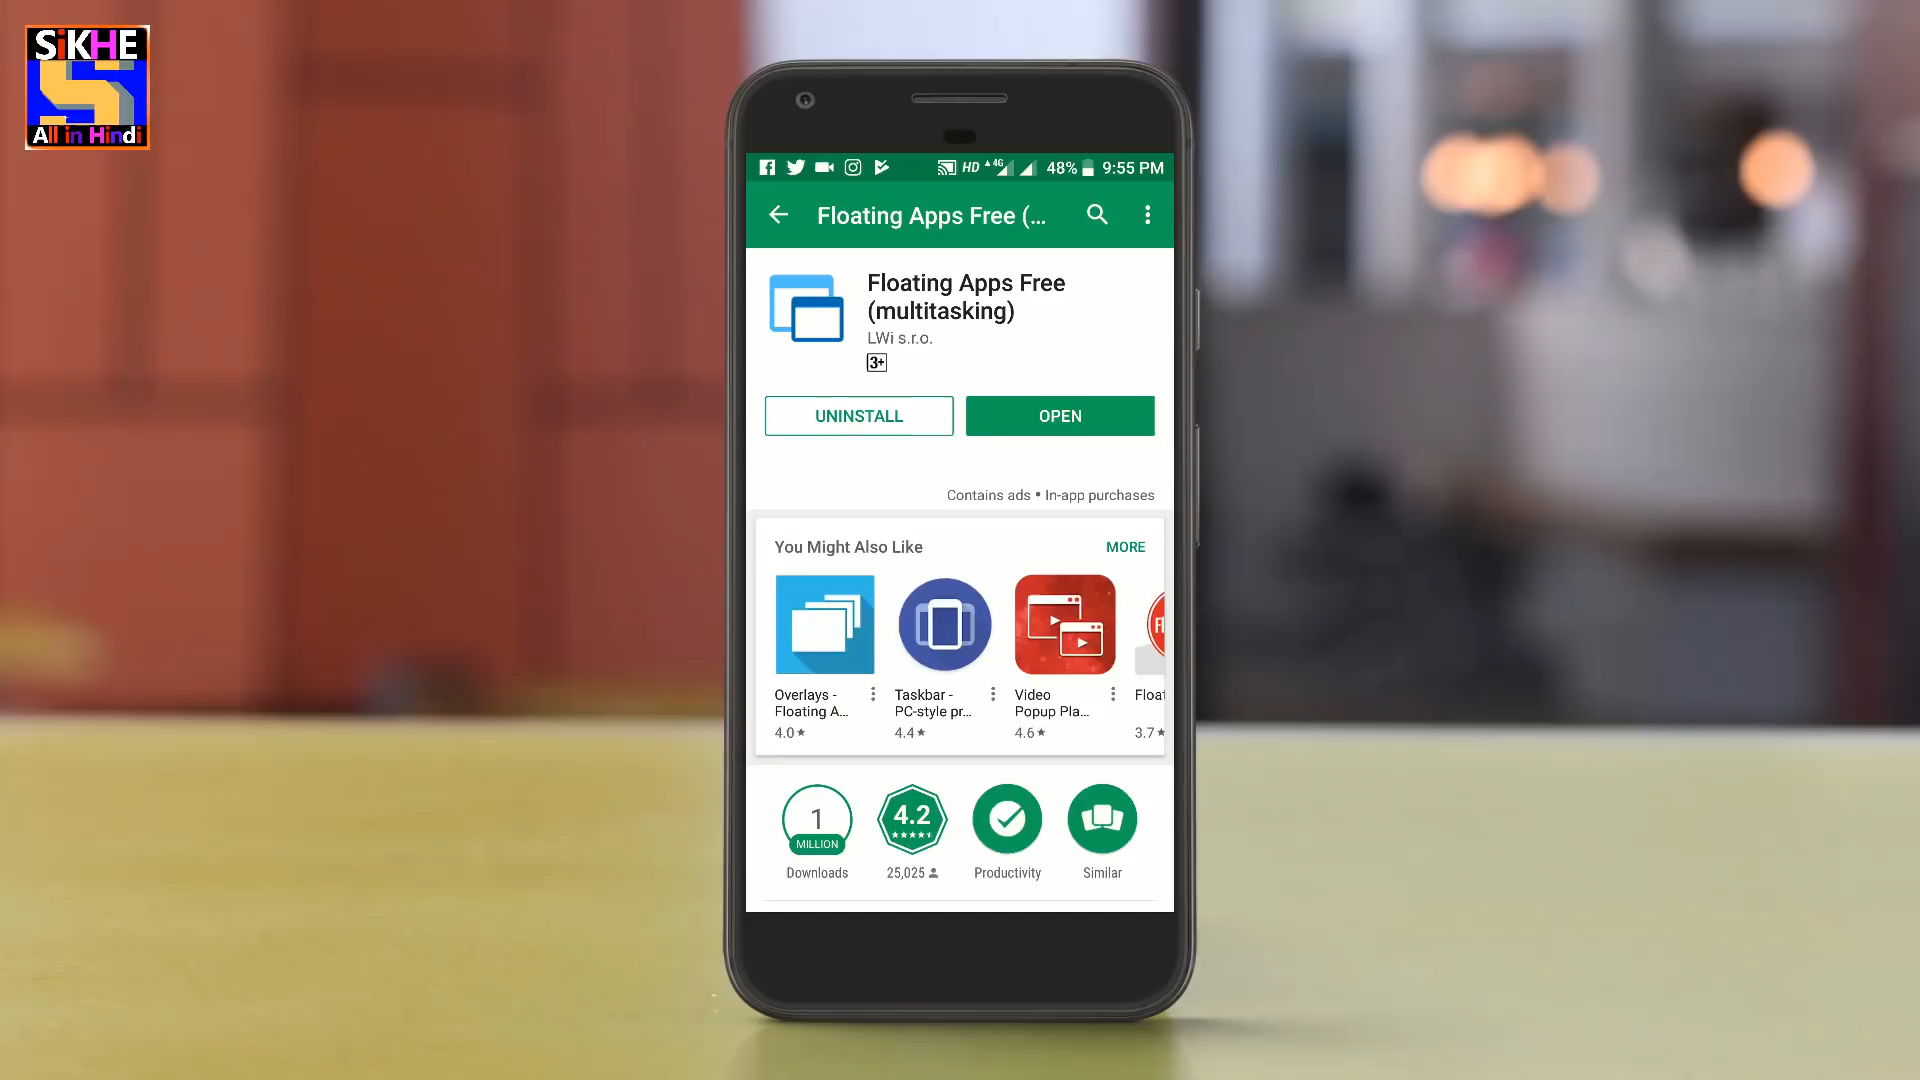 SiKHE
All in Hindi
HD 4G 48% 9:55 PM
Floating Apps Free (...
Floating Apps Free
(multitasking)
LWi s.r.o.
3+
UNINSTALL
OPEN
Contains ads • In-app purchases
You Might Also Like
MORE
Overlays -
Floating A...
4.0★
Taskbar -
PC-style pr...
4.4★
Video
Popup Pla...
4.6★
Float
3.7★
1
MILLION
Downloads
4.2
25,025
Productivity
Similar